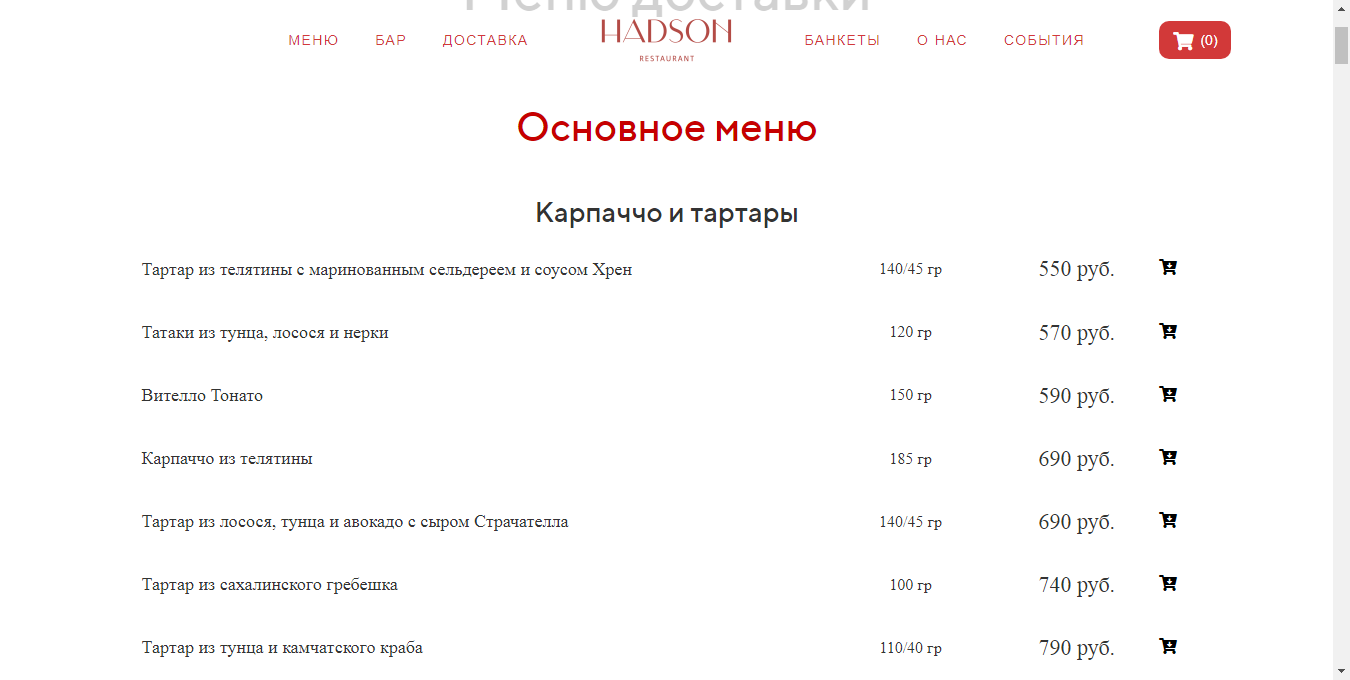 Меню доставки
МЕНЮ БАР ДОСТАВКА HADSON RESTAURANT БАНКЕТЫ О НАС СОБЫТИЯ (0)
Основное меню
Карпаччо и тартары
Тартар из телятины с маринованным сельдереем и соусом Хрен 140/45 гр 550 руб.
Татаки из тунца, лосося и нерки 120 гр 570 руб.
Вителло Тонато 150 гр 590 руб.
Карпаччо из телятины 185 гр 690 руб.
Тартар из лосося, тунца и авокадо с сыром Страчателла 140/45 гр 690 руб.
Тартар из сахалинского гребешка 100 гр 740 руб.
Тартар из тунца и камчатского краба 110/40 гр 790 руб.